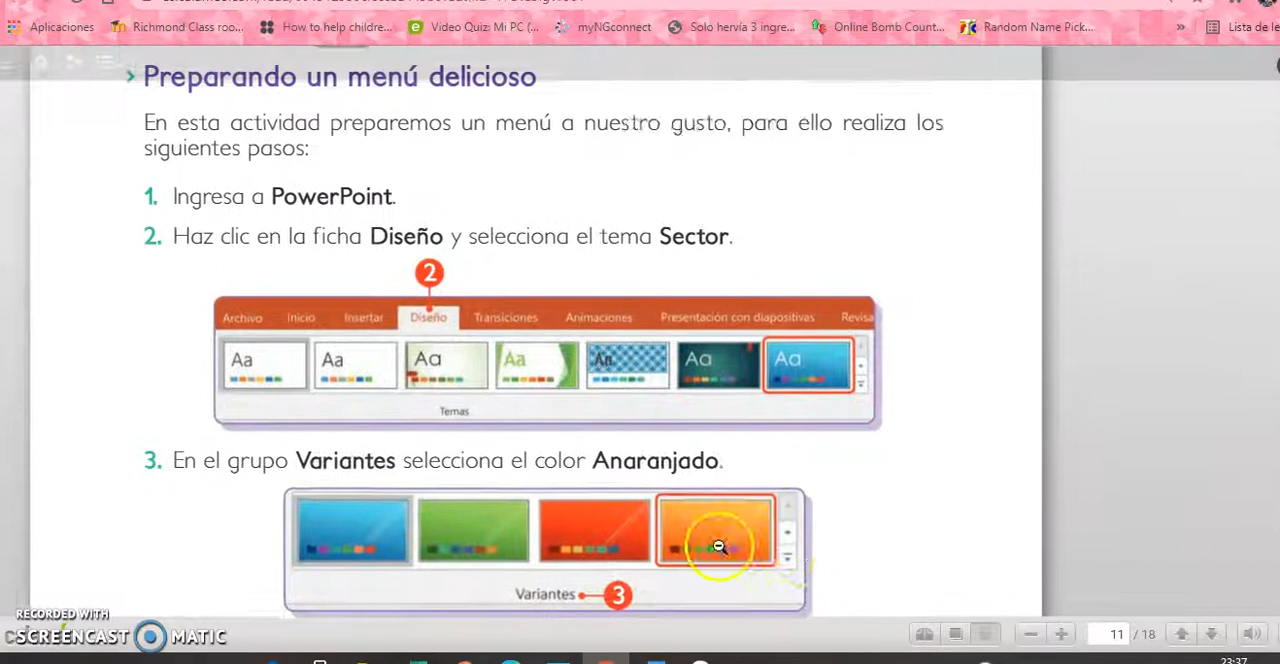 Aplicaciones Richmond Class roo... How to help childre... Video Quiz: Mi PC (... myNGconnect Solo hervía 3 ingre... Online Bomb Count... Random Name Pick... » Lista de le
Preparando un menú delicioso
En esta actividad preparemos un menú a nuestro gusto, para ello realiza los
siguientes pasos:
1. Ingresa a PowerPoint.
2. Haz clic en la ficha Diseño y selecciona el tema Sector.
2
Archivo Inicio Insertar Diseño Transiciones Animaciones Presentación con diapositivas Revisa
Aa Aa Aa Aa Aa Aa Aa
Temas
3. En el grupo Variantes selecciona el color Anaranjado.
Variantes 3
RECORDED WITH
SCREENCAST MATIC
11 / 18
23:37